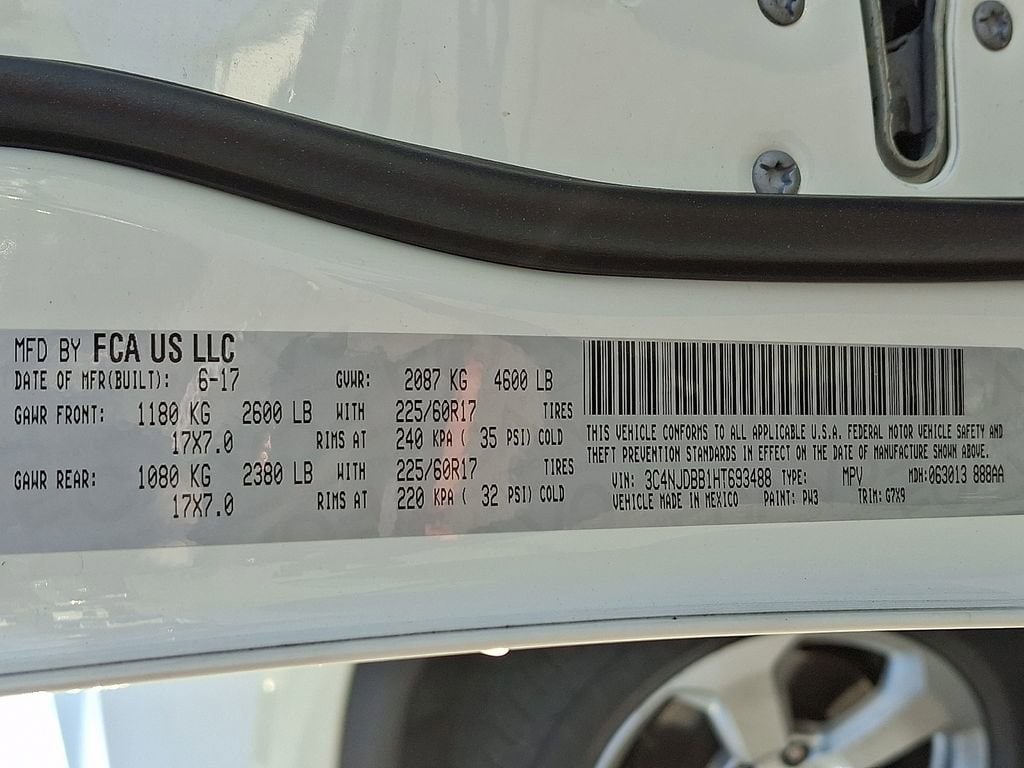 MFD BY FCA US LLC
DATE OF MFR(BUILT): 6-17 GVWR: 2087 KG 4600 LB
GAWR FRONT: 1180 KG 2600 LB WITH 225/60R17 TIRES
17X7.0 RIMS AT 240 KPA ( 35 PSI) COLD
GAWR REAR: 1080 KG 2380 LB WITH 225/60R17 TIRES
17X7.0 RIMS AT 220 KPA ( 32 PSI) COLD
THIS VEHICLE CONFORMS TO ALL APPLICABLE U.S.A. FEDERAL MOTOR VEHICLE SAFETY AND
THEFT PREVENTION STANDARDS IN EFFECT ON THE DATE OF MANUFACTURE SHOWN ABOVE.
VIN: 3C4NJDBB1HT693488 TYPE: MPV MDH: 063013 888AA
VEHICLE MADE IN MEXICO PAINT: PW3 TRIM: G7X9